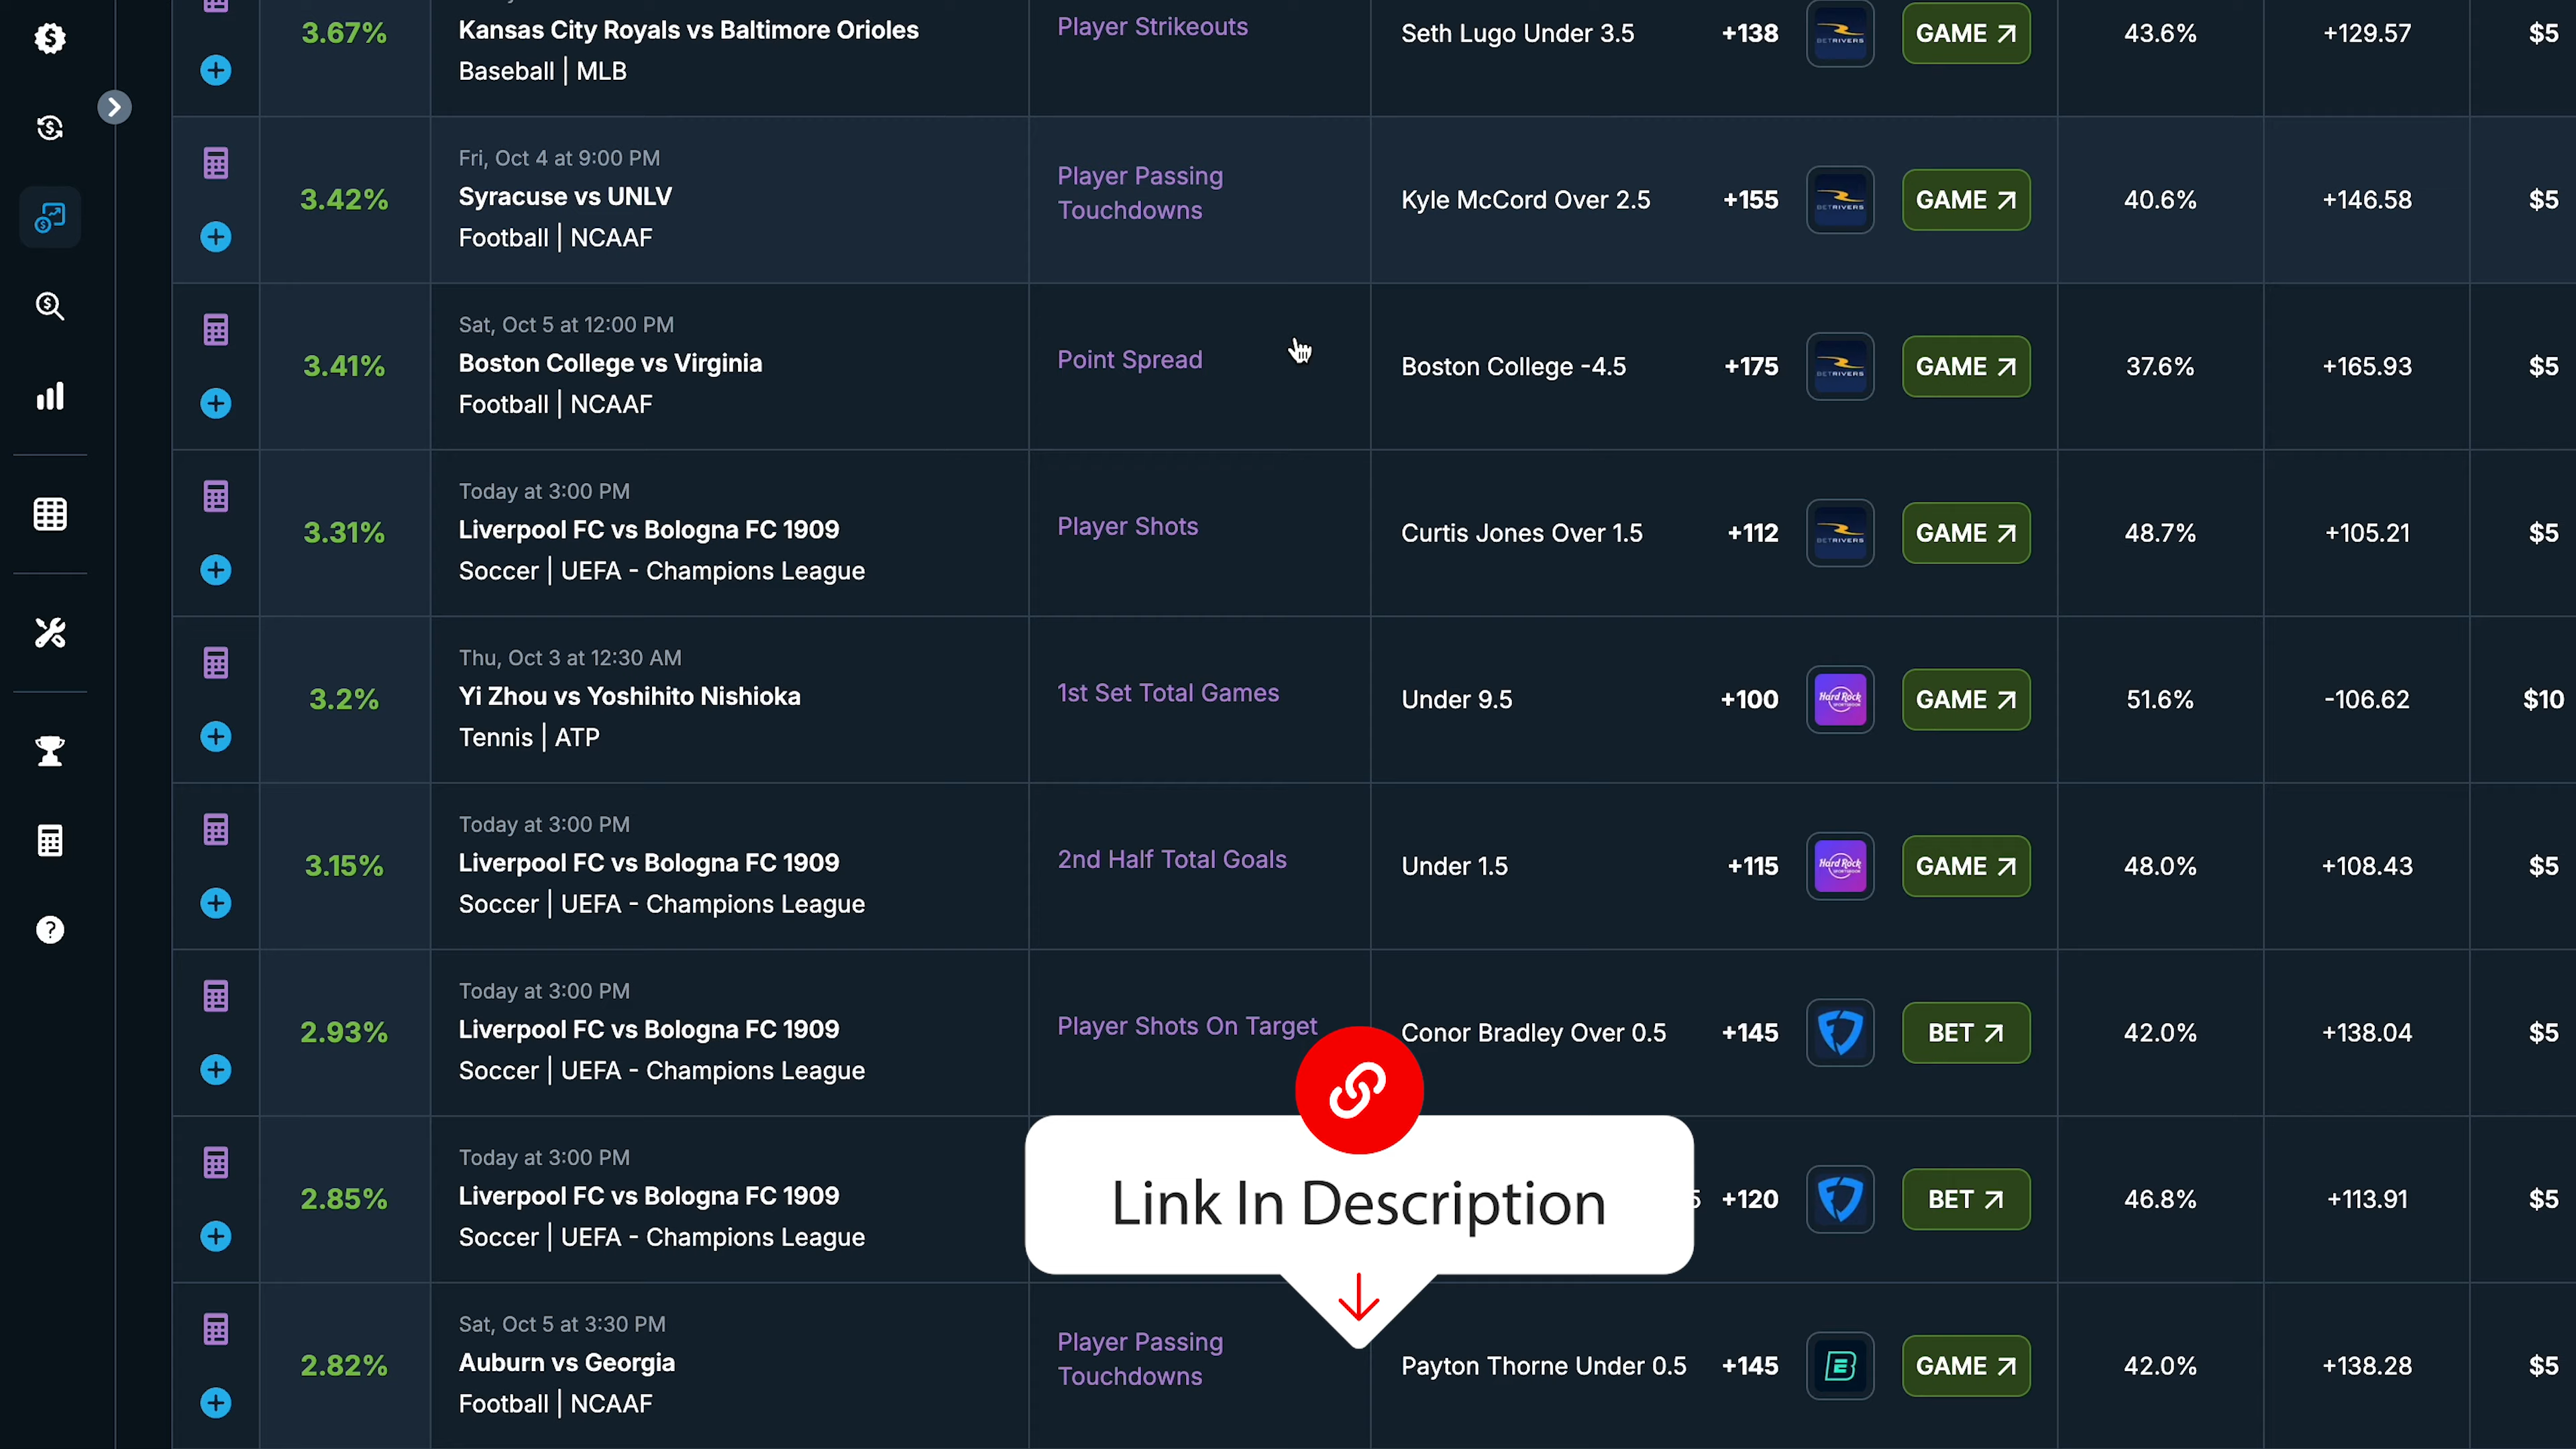 3.67%
Kansas City Royals vs Baltimore Orioles
Baseball | MLB
Player Strikeouts
Seth Lugo Under 3.5
+138
BETRIVERS
GAME
43.6%
+129.57
$5
3.42%
Fri, Oct 4 at 9:00 PM
Syracuse vs UNLV
Football | NCAAF
Player Passing
Touchdowns
Kyle McCord Over 2.5
+155
BETRIVERS
GAME
40.6%
+146.58
$5
3.41%
Sat, Oct 5 at 12:00 PM
Boston College vs Virginia
Football | NCAAF
Point Spread
Boston College -4.5
+175
BETRIVERS
GAME
37.6%
+165.93
$5
3.31%
Today at 3:00 PM
Liverpool FC vs Bologna FC 1909
Soccer | UEFA - Champions League
Player Shots
Curtis Jones Over 1.5
+112
BETRIVERS
GAME
48.7%
+105.21
$5
3.2%
Thu, Oct 3 at 12:30 AM
Yi Zhou vs Yoshihito Nishioka
Tennis | ATP
1st Set Total Games
Under 9.5
+100
Hard Rock
GAME
51.6%
-106.62
$10
3.15%
Today at 3:00 PM
Liverpool FC vs Bologna FC 1909
Soccer | UEFA - Champions League
2nd Half Total Goals
Under 1.5
+115
Hard Rock
GAME
48.0%
+108.43
$5
2.93%
Today at 3:00 PM
Liverpool FC vs Bologna FC 1909
Soccer | UEFA - Champions League
Player Shots On Target
Conor Bradley Over 0.5
+145
BET
42.0%
+138.04
$5
2.85%
Today at 3:00 PM
Liverpool FC vs Bologna FC 1909
Soccer | UEFA - Champions League
Link In Description
5
+120
BET
46.8%
+113.91
$5
2.82%
Sat, Oct 5 at 3:30 PM
Auburn vs Georgia
Football | NCAAF
Player Passing
Touchdowns
Payton Thorne Under 0.5
+145
GAME
42.0%
+138.28
$5